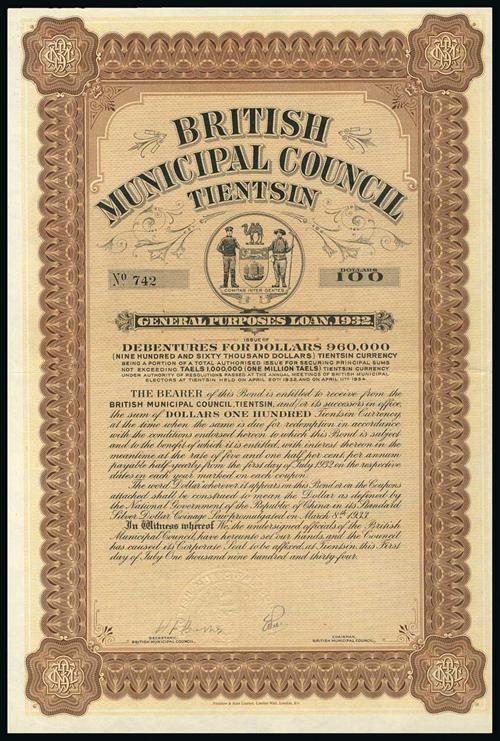 BRITISH
MUNICIPAL COUNCIL
TIENTSIN
COMITAS INTER GENTES
No 742
DOLLARS
100
GENERAL PURPOSES LOAN, 1932
ISSUE OF
DEBENTURES FOR DOLLARS 960,000
(NINE HUNDRED AND SIXTY THOUSAND DOLLARS) TIENTSIN CURRENCY
BEING A PORTION OF A TOTAL AUTHORISED ISSUE FOR SECURING PRINCIPAL SUMS
NOT EXCEEDING TAELS 1,000,000 (ONE MILLION TAELS) TIENTSIN CURRENCY
UNDER AUTHORITY OF RESOLUTIONS PASSED AT THE ANNUAL MEETINGS OF BRITISH MUNICIPAL
ELECTORS AT TIENTSIN HELD ON APRIL 20TH 1932, AND ON APRIL 11TH 1934.
THE BEARER of this Bond is entitled to receive from the
BRITISH MUNICIPAL COUNCIL, TIENTSIN, and/or its successors in office,
the sum of DOLLARS ONE HUNDRED Tientsin Currency
at the time when the same is due for redemption in accordance
with the conditions endorsed hereon to which this Bond is subject
and to the benefit of which it is entitled, with interest thereon in the
meantime at the rate of five and one half per cent. per annum
payable half-yearly from the first day of July 1932 on the respective
dates in each year marked on each coupon.
The word Dollar wherever it appears on this Bond or on the Coupons
attached shall be construed to mean the Dollar as defined by
the National Government of the Republic of China in its Standard
Silver Dollar Coinage Law promulgated on March 8th 1933.
In Witness whereof We, the undersigned officials of the British
Municipal Council, have hereunto set our hands and the Council
has caused its Corporate Seal to be affixed, at Tientsin, this First
day of July One thousand nine hundred and thirty four.
SECRETARY,
BRITISH MUNICIPAL COUNCIL.
CHAIRMAN,
BRITISH MUNICIPAL COUNCIL.